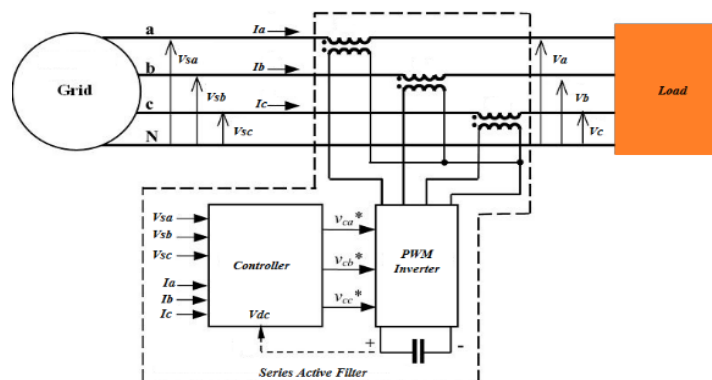 a Ia
Vsa Va
b Ib
Grid Vsb Vb Load
c Ic
Vsc Vc
N
Vsa
Vsb
Vsc
Controller
Ia
Ib
Ic
Vdc
vca*
vcb*
vcc*
PWM
Inverter
+ -
Series Active Filter